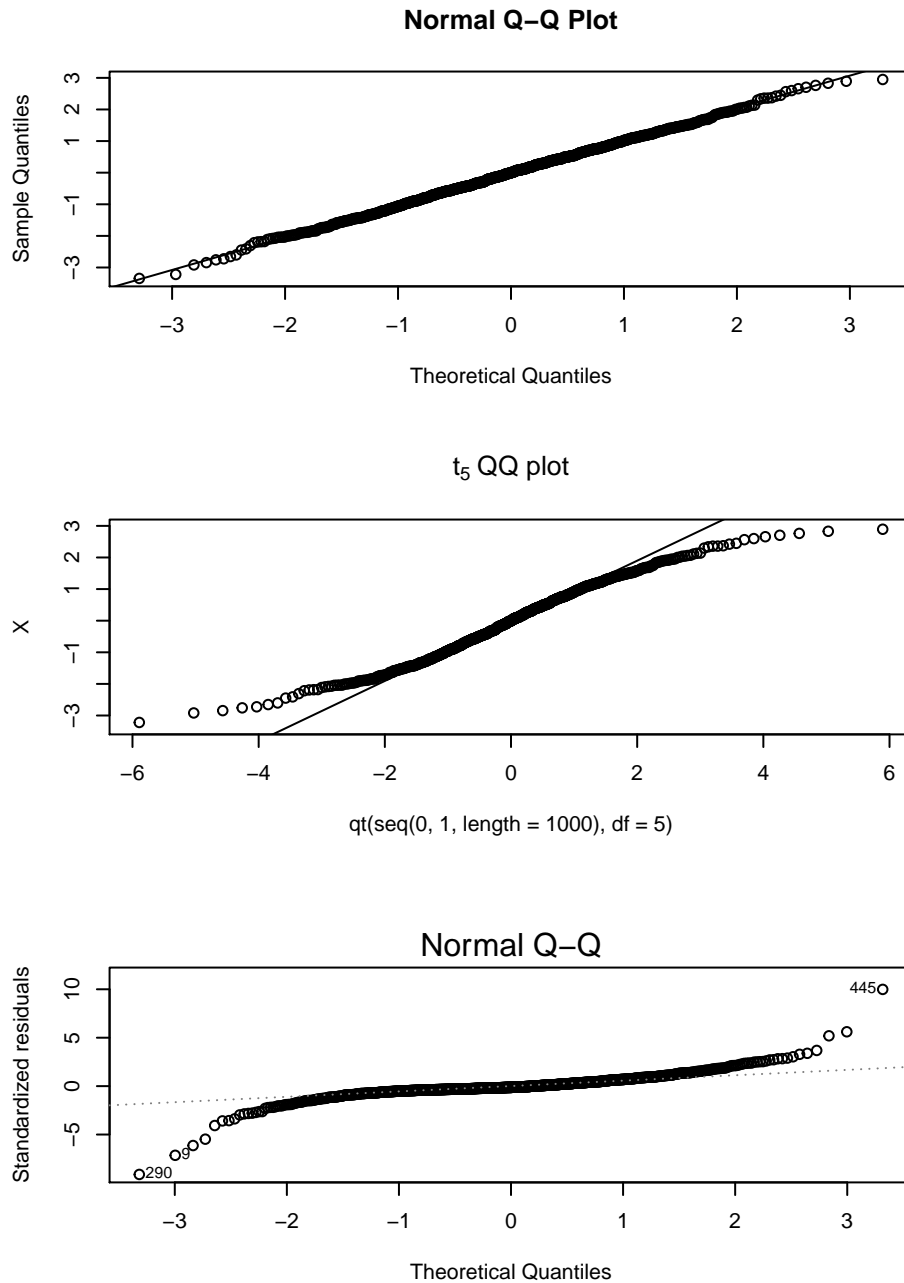 Normal Q−Q Plot
3
2
1
−1
−3
Sample Quantiles
−3 −2 −1 0 1 2 3
Theoretical Quantiles
t5 QQ plot
3
2
1
−1
−3
X
−6 −4 −2 0 2 4 6
qt(seq(0, 1, length = 1000), df = 5)
Normal Q−Q
10
5
0
−5
Standardized residuals
445
9
290
−3 −2 −1 0 1 2 3
Theoretical Quantiles